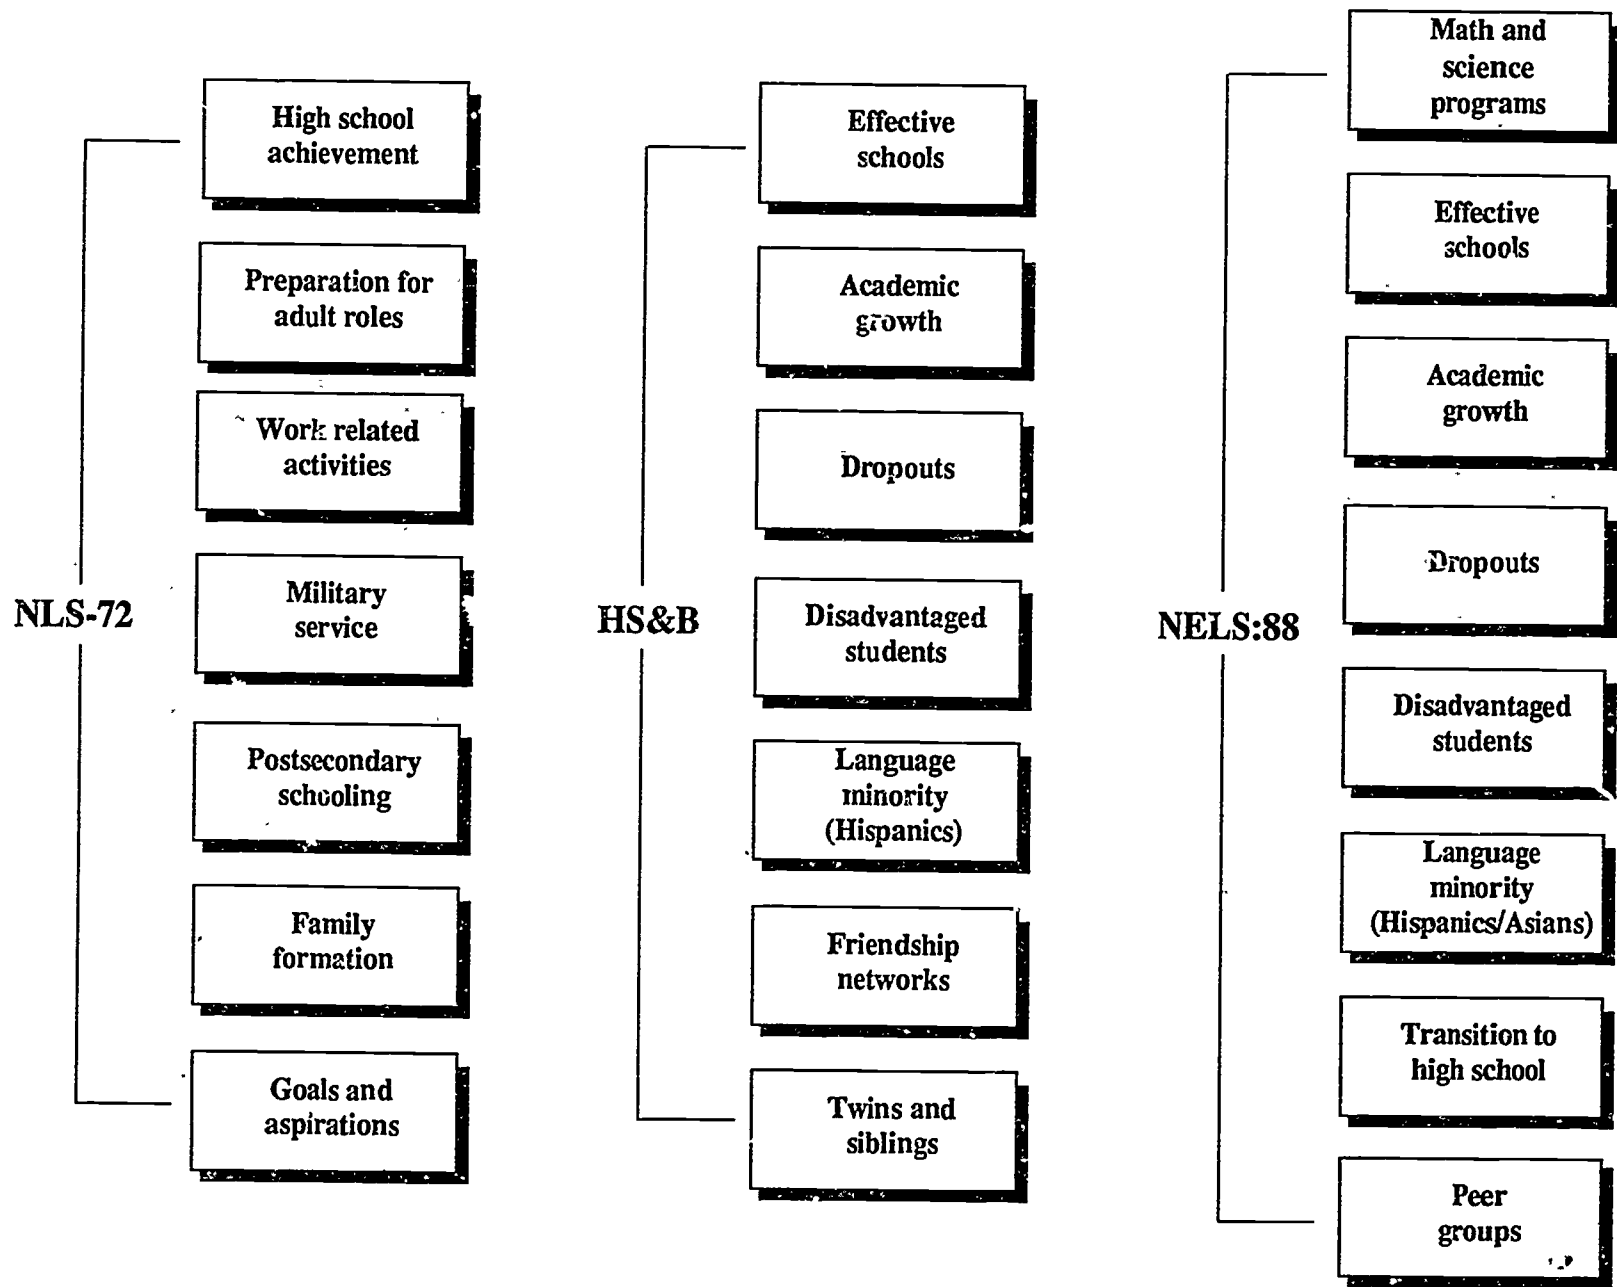 NLS-72
High school
achievement
Preparation for
adult roles
Work related
activities
Military
service
Postsecondary
schooling
Family
formation
Goals and
aspirations
HS&B
Effective
schools
Academic
growth
Dropouts
Disadvantaged
students
Language
minority
(Hispanics)
Friendship
networks
Twins and
siblings
NELS:88
Math and
science
programs
Effective
schools
Academic
growth
Dropouts
Disadvantaged
students
Language
minority
(Hispanics/Asians)
Transition to
high school
Peer
groups